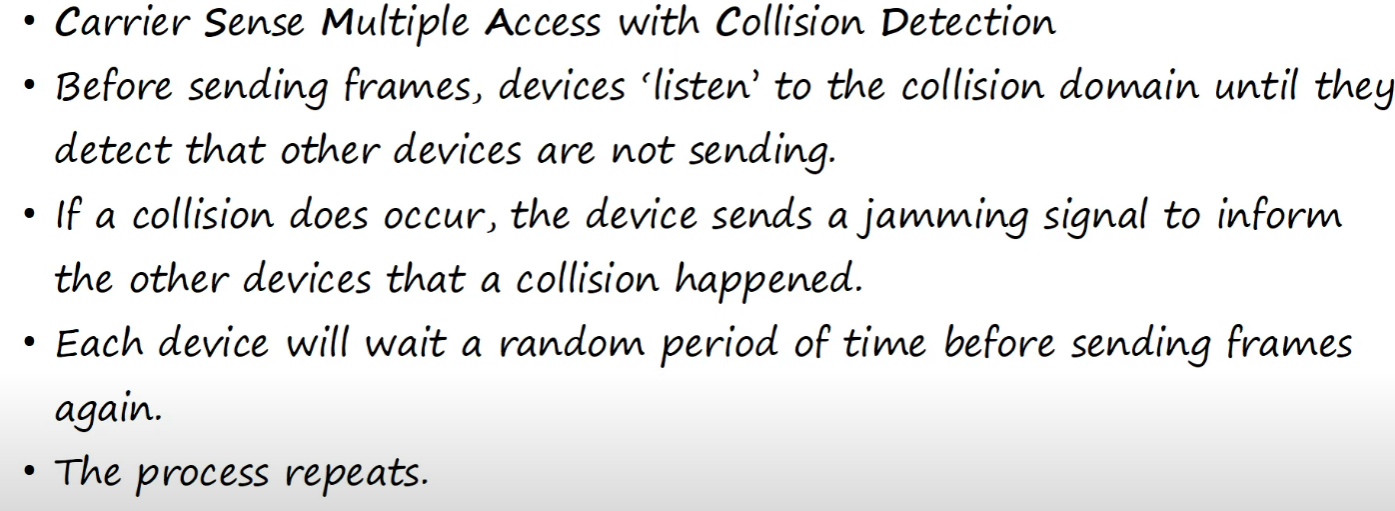 • Carrier Sense Multiple Access with Collision Detection
• Before sending frames, devices ‘listen’ to the collision domain until they
detect that other devices are not sending.
• If a collision does occur, the device sends a jamming signal to inform
the other devices that a collision happened.
• Each device will wait a random period of time before sending frames
again.
• The process repeats.